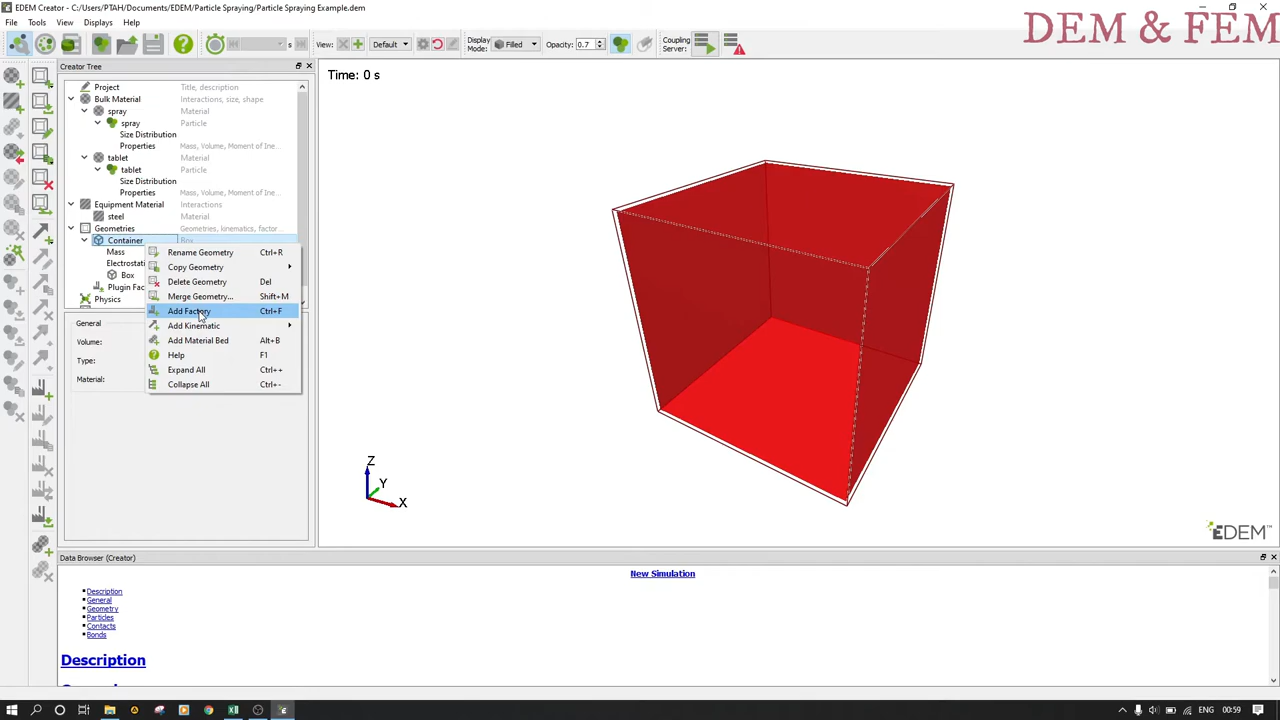 EDEM Creator - C:/Users/PTAH/Documents/EDEM/Particle Spraying/Particle Spraying Example.dem
DEM & FEM
File Tools View Displays Help
s
View:
Default
Display Mode:
Filled
Opacity: 0.7
Coupling Server:
Creator Tree
Project Title, description
Bulk Material Interactions, size, shape
spray Material
spray Particle
Size Distribution
Properties Mass, Volume, Moment of Ine...
tablet Material
tablet Particle
Size Distribution
Properties Mass, Volume, Moment of Ine...
Equipment Material Interactions
steel Material
Geometries Geometries, kinematics, factor...
Container Box
Mass
Electrostati
Box
Plugin Fac
Physics
Rename Geometry Ctrl+R
Copy Geometry
Delete Geometry Del
Merge Geometry... Shift+M
Add Factory Ctrl+F
Add Kinematic
Add Material Bed Alt+B
Help F1
Expand All Ctrl++
Collapse All Ctrl+-
General
Volume:
Type:
Material:
Time: 0 s
Z
Y
X
EDEM
Data Browser (Creator)
New Simulation
Description
General
Geometry
Particles
Contacts
Bonds
Description
ENG 00:59